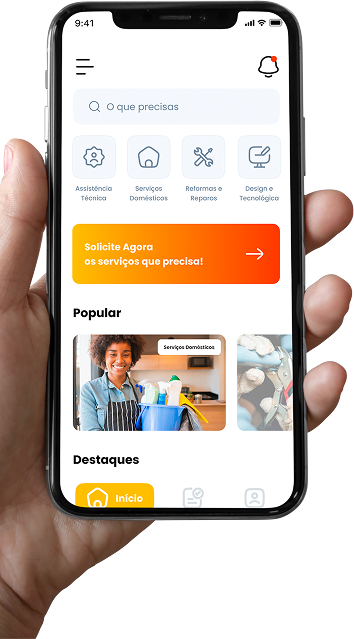 9:41
O que precisas
Assistência
Técnica
Serviços
Domésticos
Reformas e
Reparos
Design e
Tecnológica
Solicite Agora
os serviços que precisa!
Popular
Serviços Domésticos
Destaques
Início